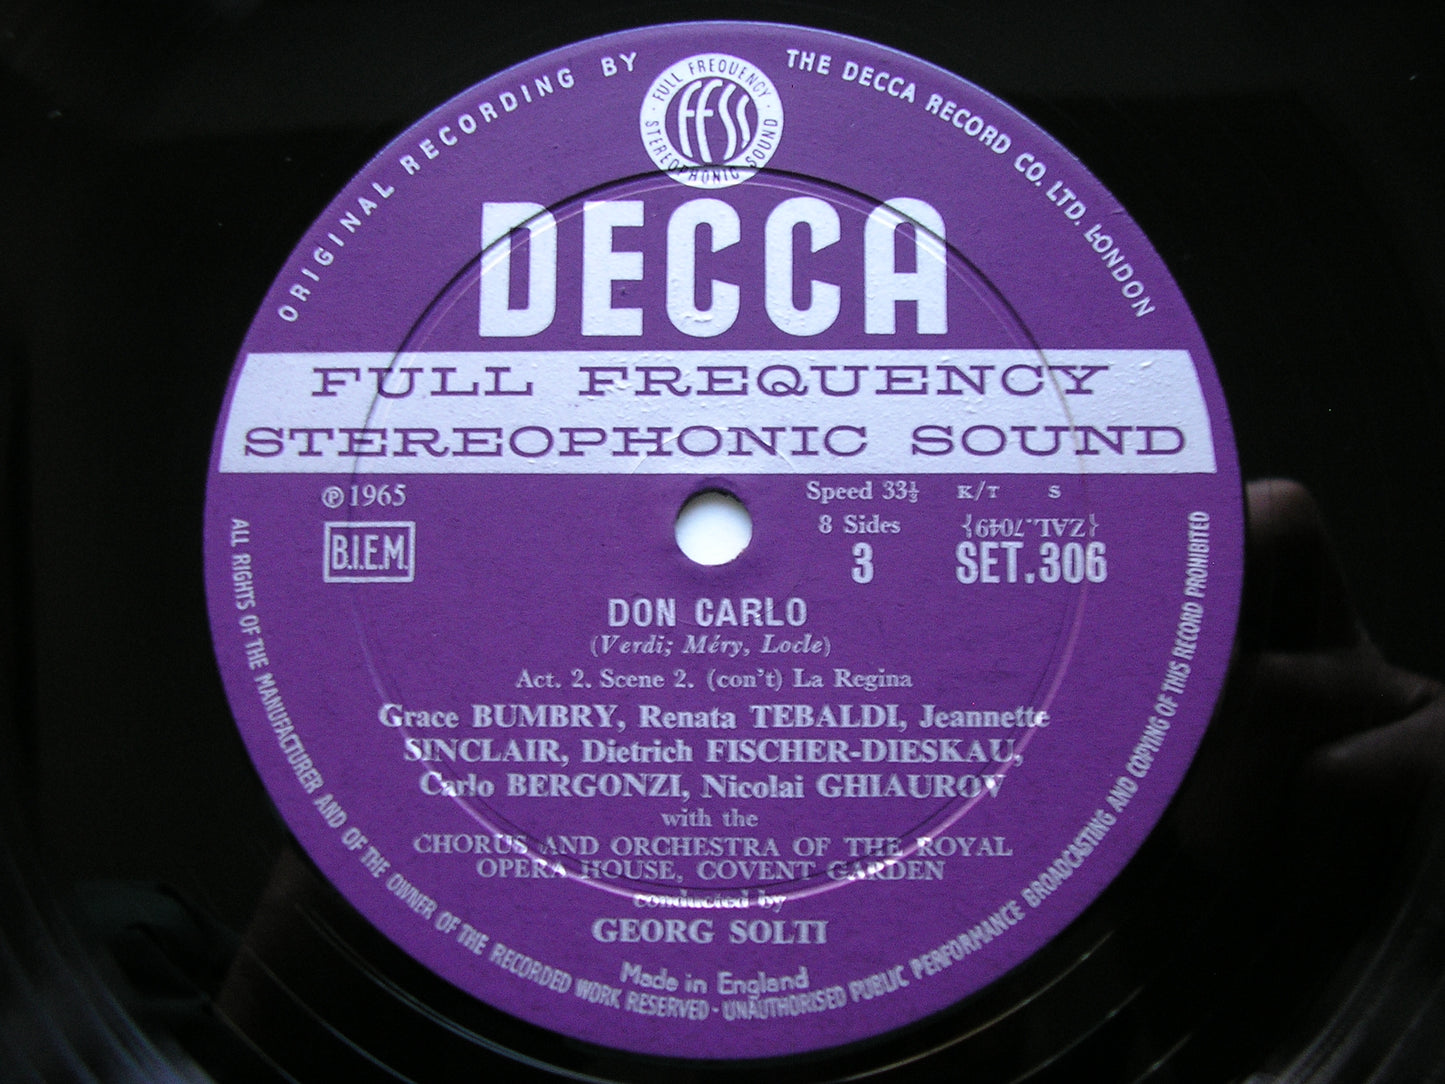 ORIGINAL RECORDING BY THE DECCA RECORD CO. LTD. LONDON
FULL FREQUENCY STEREOPHONIC SOUND
FFSS
DECCA
FULL FREQUENCY
STEREOPHONIC SOUND
℗ 1965
Speed 33⅓ K/T S
8 Sides {ZAL.7049}
B.I.E.M.
3 SET.306
DON CARLO
(Verdi; Méry, Locle)
Act. 2. Scene 2. (con't) La Regina
Grace BUMBRY, Renata TEBALDI, Jeannette
SINCLAIR, Dietrich FISCHER-DIESKAU,
Carlo BERGONZI, Nicolai GHIAUROV
with the
CHORUS AND ORCHESTRA OF THE ROYAL
OPERA HOUSE, COVENT GARDEN
conducted by
GEORG SOLTI
Made in England
ALL RIGHTS OF THE MANUFACTURER AND OF THE OWNER OF THE RECORDED WORK RESERVED - UNAUTHORISED PUBLIC PERFORMANCE BROADCASTING AND COPYING OF THIS RECORD PROHIBITED